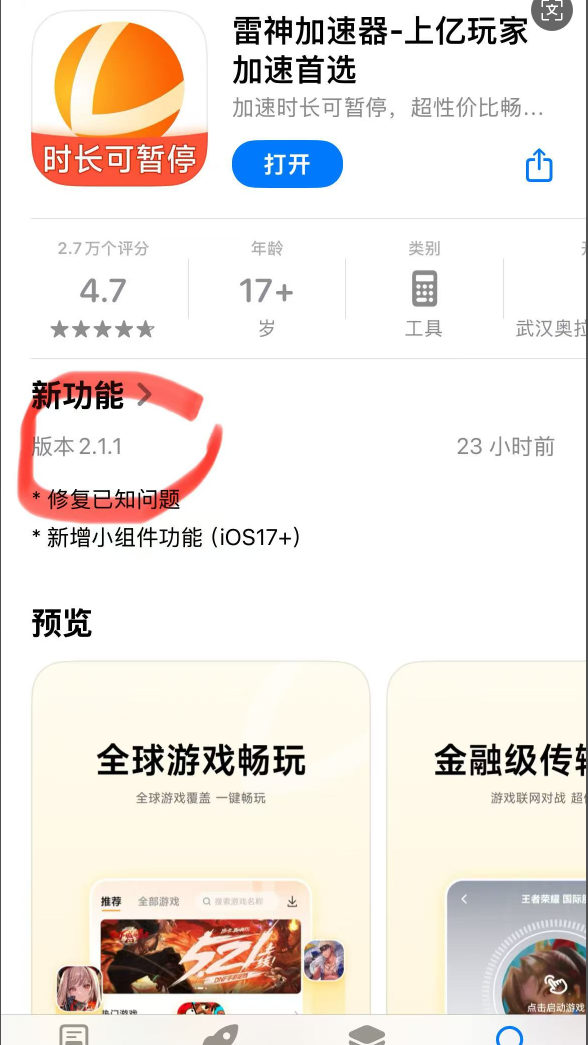 文
雷神加速器-上亿玩家
加速首选
加速时长可暂停，超性价比畅...
时长可暂停
打开
2.7万个评分
年龄
类别
4.7
17+
岁
工具
武汉奥拉
新功能
版本 2.1.1
23 小时前
* 修复已知问题
* 新增小组件功能 (iOS17+)
预览
全球游戏畅玩
全球游戏覆盖 一键畅玩
金融级传输
游戏联网对战 超
推荐
全部游戏
搜索游戏名称
王者荣耀 国际服
5.21
点击启动游戏